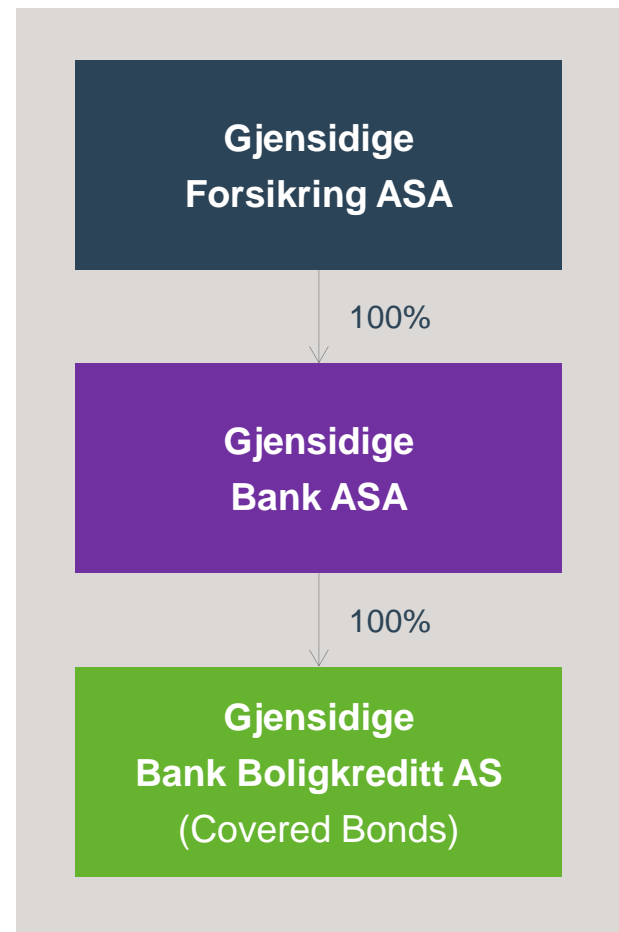 Gjensidige
Forsikring ASA
100%
Gjensidige
Bank ASA
100%
Gjensidige
Bank Boligkreditt AS
(Covered Bonds)